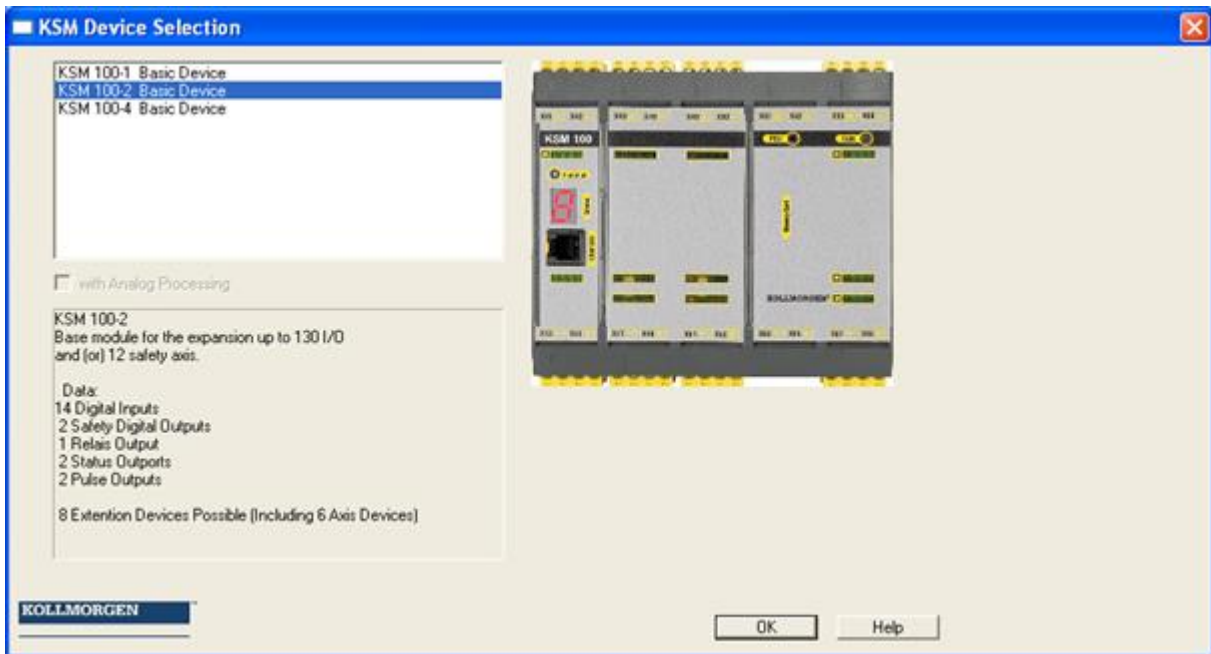 KSM Device Selection
KSM 100-1 Basic Device
KSM 100-2 Basic Device
KSM 100-4 Basic Device
with Analog Processing
KSM 100-2
Base module for the expansion up to 130 I/O
and (or) 12 safety axis.
Data:
14 Digital Inputs
2 Safety Digital Outputs
1 Relais Output
2 Status Outports
2 Pulse Outputs
8 Extention Devices Possible (Including 6 Axis Devices)
KSM 100
KOLLMORGEN
KOLLMORGEN
OK
Help